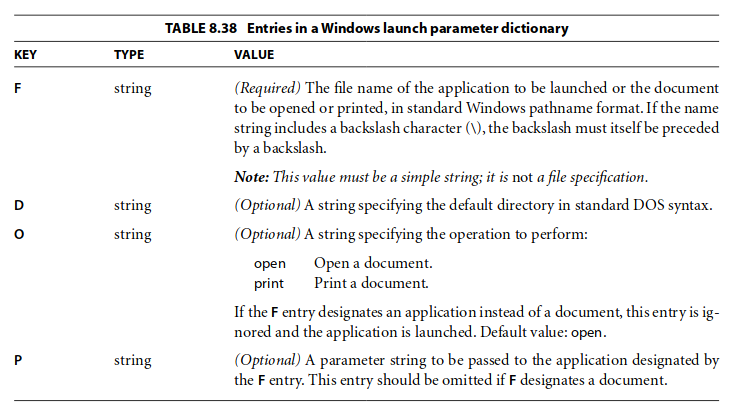 TABLE 8.38 Entries in a Windows launch parameter dictionary
KEY TYPE VALUE
F string (Required) The file name of the application to be launched or the document
to be opened or printed, in standard Windows pathname format. If the name
string includes a backslash character (\), the backslash must itself be preceded
by a backslash.
Note: This value must be a simple string; it is not a file specification.
D string (Optional) A string specifying the default directory in standard DOS syntax.
O string (Optional) A string specifying the operation to perform:
open Open a document.
print Print a document.
If the F entry designates an application instead of a document, this entry is ig-
nored and the application is launched. Default value: open.
P string (Optional) A parameter string to be passed to the application designated by
the F entry. This entry should be omitted if F designates a document.